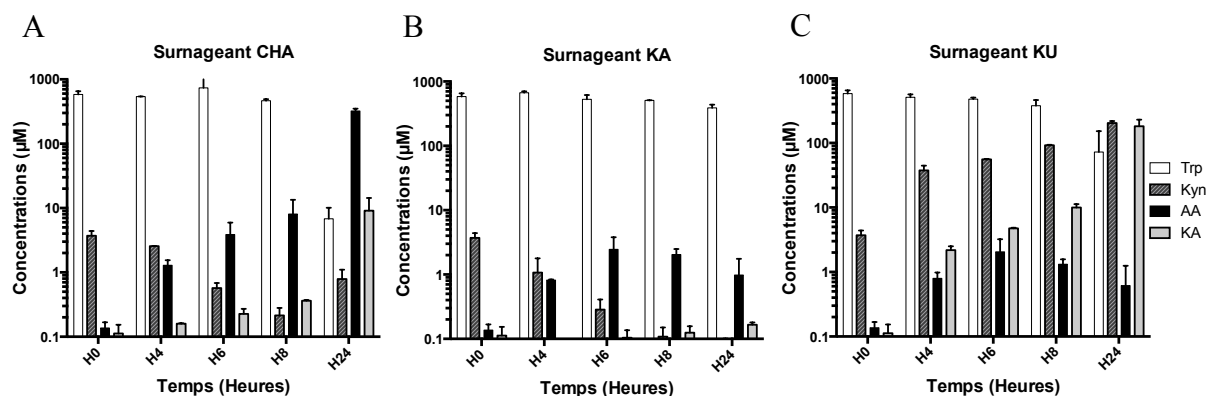 A
Surnageant CHA
Concentrations (µM)
1000
100
10
1
0.1
H0
H4
H6
H8
H24
Temps (Heures)
B
Surnageant KA
Concentrations (µM)
1000
100
10
1
0.1
H0
H4
H6
H8
H24
Temps (Heures)
C
Surnageant KU
Concentrations (µM)
1000
100
10
1
0.1
H0
H4
H6
H8
H24
Temps (Heures)
Trp
Kyn
AA
KA